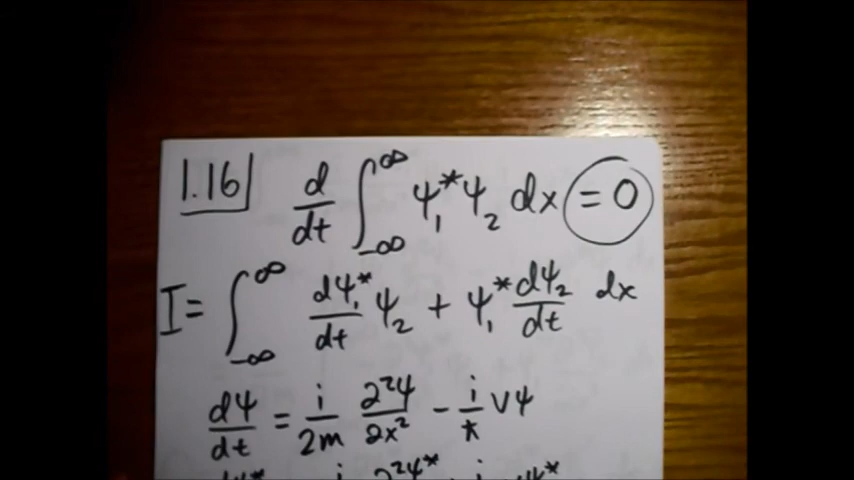 1.16 d/dt ∫_{-∞}^{∞} ψ₁*ψ₂ dx = 0
I = ∫_{-∞}^{∞} dψ₁*/dt ψ₂ + ψ₁* dψ₂/dt dx
dψ/dt = i/2m ∂²ψ/∂x² - i/ħ Vψ